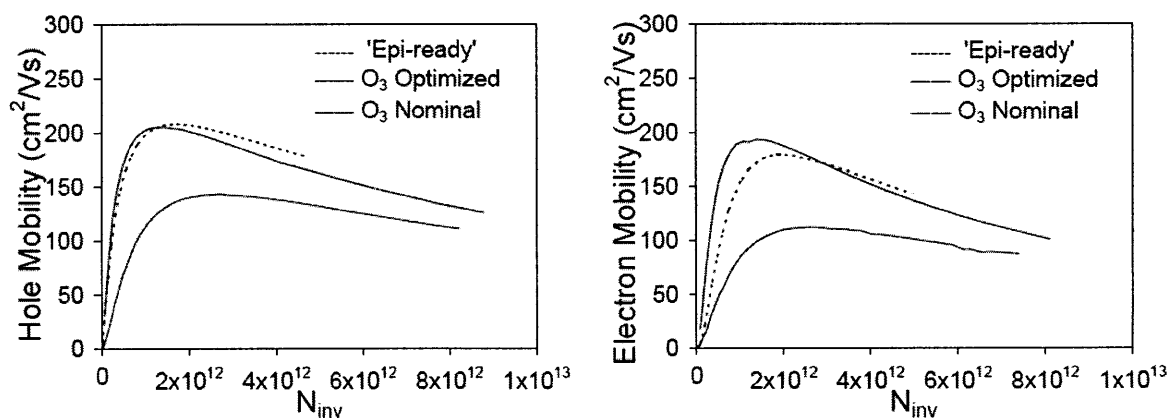 Hole Mobility (cm²/Vs)
300
250
200
150
100
50
0
'Epi-ready'
O₃ Optimized
O₃ Nominal
0
2x10¹²
4x10¹²
6x10¹²
8x10¹²
1x10¹³
N_inv
Electron Mobility (cm²/Vs)
300
250
200
150
100
50
0
'Epi-ready'
O₃ Optimized
O₃ Nominal
0
2x10¹²
4x10¹²
6x10¹²
8x10¹²
1x10¹³
N_inv